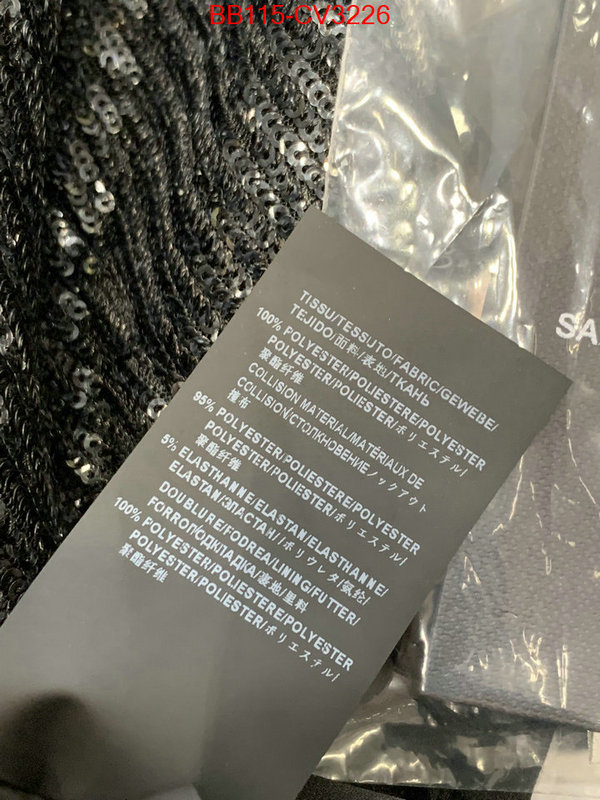 BB115-CV3226
TISSU/TESSUTO/FABRIC/GEWEBE/
TEJIDO/面料/表地/ТКАНЬ
100% POLYESTER/POLIESTERE/POLYESTER
POLYESTER/POLIESTER/ポリエステル/
聚酯纤维
COLLISION MATERIAL/MATERIAUX DE
COLLISION/СТОЛКНОВЕНИЕ/ノックアウト
撞布
95% POLYESTER/POLIESTERE/POLYESTER
POLYESTER/POLIESTER/ポリエステル/
聚酯纤维
5% ELASTHANNE/ELASTAN/ELASTHANNE/
ELASTAN/ЭЛАСТАН/ポリウレタ/氨纶/
DOUBLURE/FODREA/LINING/FUTTER/
FORRO/ПОДКЛАДКА/裏地/里料
100% POLYESTER/POLIESTERE/POLYESTER
POLYESTER/POLIESTER/ポリエステル/
聚酯纤维
SA